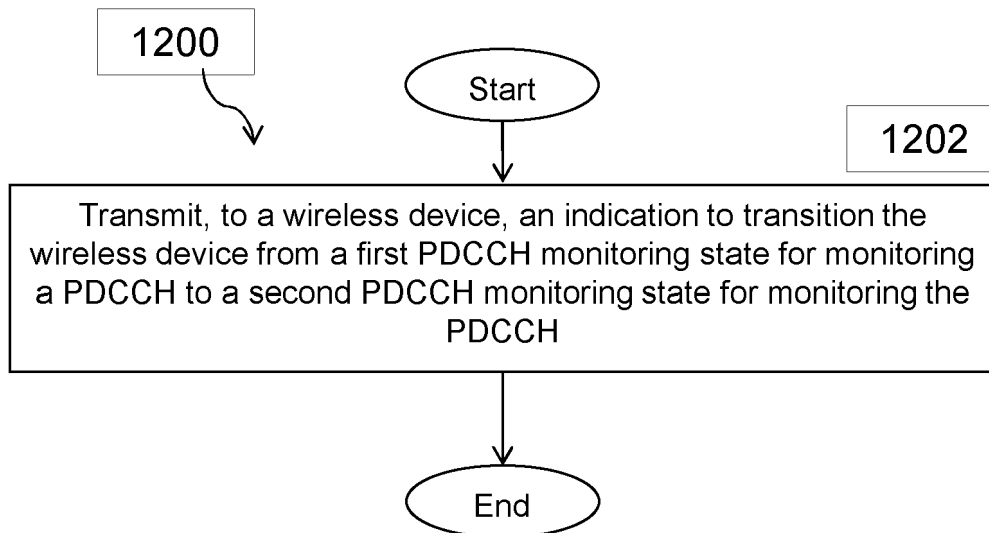 1200
Start
1202
Transmit, to a wireless device, an indication to transition the
wireless device from a first PDCCH monitoring state for monitoring
a PDCCH to a second PDCCH monitoring state for monitoring the
PDCCH
End